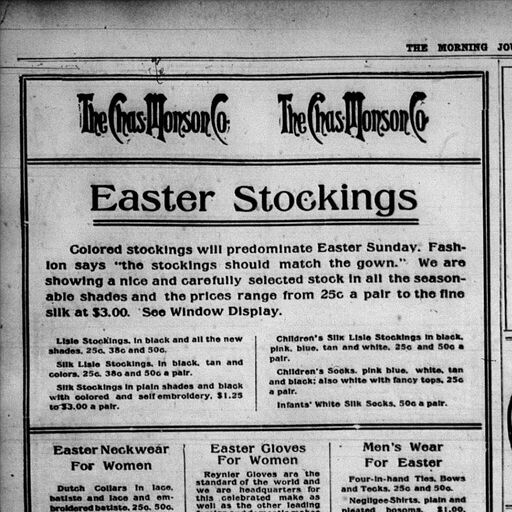 THE MORNING JOU
The Chas. Monson Co. The Chas. Monson Co.
Easter Stockings
Colored stockings will predominate Easter Sunday. Fash-
ion says "the stockings should match the gown." We are
showing a nice and carefully selected stock in all the season-
able shades and the prices range from 25c a pair to the fine
silk at $3.00. See Window Display.
Lisle Stockings, in black and all the new
shades, 25c, 38c and 50c.
Silk Lisle Stockings, in black, tan and
colors, 25c, 38c and 50c a pair.
Silk Stockings in plain shades and black
with colored and self embroidery, $1.25
to $3.00 a pair.
Children's Silk Lisle Stockings in black,
pink, blue, tan and white, 25c and 50c a
pair.
Children's Socks, pink blue, white, tan
and black; also white with fancy tops, 25c
a pair.
Infants' White Silk Socks, 50c a pair.
Easter Neckwear
For Women
Dutch Collars in lace,
batiste and lace and em-
broidered batiste, 25c, 50c,
Easter Gloves
For Women
Reynier Gloves are the
standard of the world and
we are headquarters for
this celebrated make as
well as the other leading
Men's Wear
For Easter
Four-in-hand Ties, Bows
and Tecks, 25c and 50c.
Negligee Shirts, plain and
pleated bosoms, $1.00,